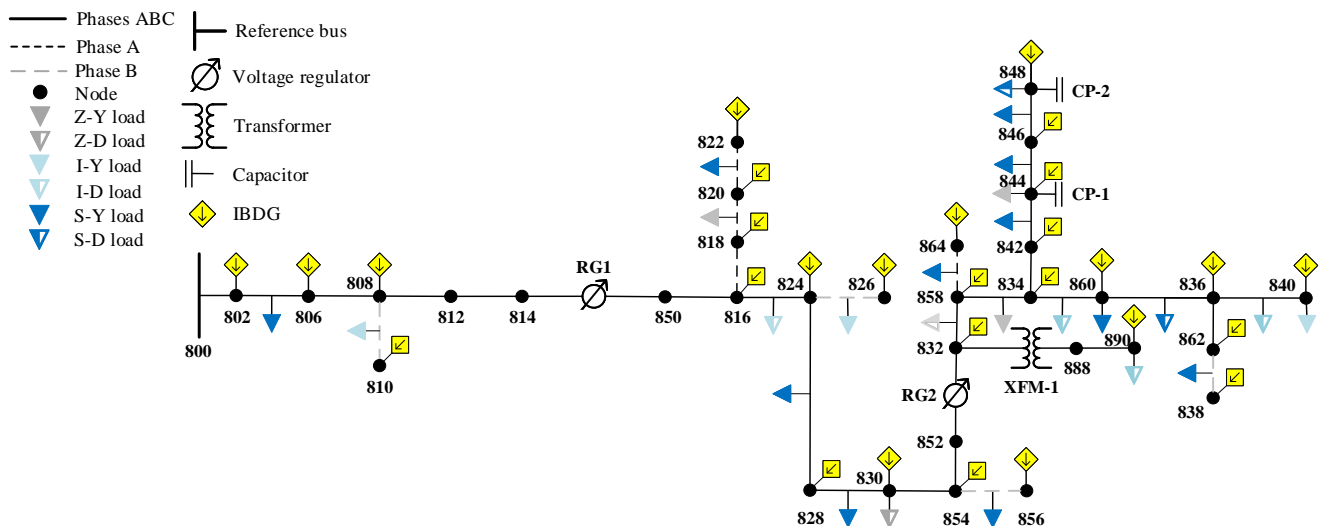 Phases ABC
Phase A
Phase B
Node
Z-Y load
Z-D load
I-Y load
I-D load
S-Y load
S-D load
Reference bus
Voltage regulator
Transformer
Capacitor
IBDG
848
CP-2
846
844
CP-1
842
822
820
818
864
RG1
808
824
826
858
834
860
836
840
802
806
812
814
850
816
800
810
832
888
890
862
XFM-1
RG2
838
852
830
828
854
856